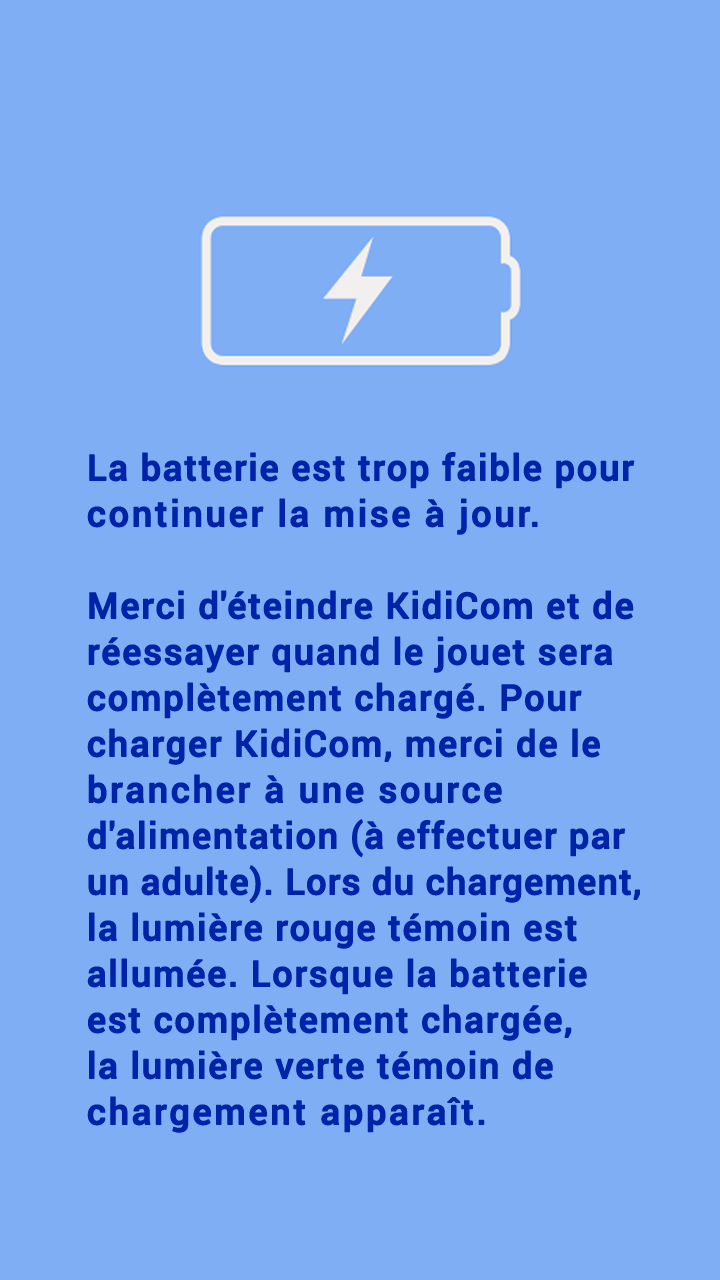 La batterie est trop faible pour
continuer la mise à jour.
Merci d'éteindre KidiCom et de
réessayer quand le jouet sera
complètement chargé. Pour
charger KidiCom, merci de le
brancher à une source
d'alimentation (à effectuer par
un adulte). Lors du chargement,
la lumière rouge témoin est
allumée. Lorsque la batterie
est complètement chargée,
la lumière verte témoin de
chargement apparaît.